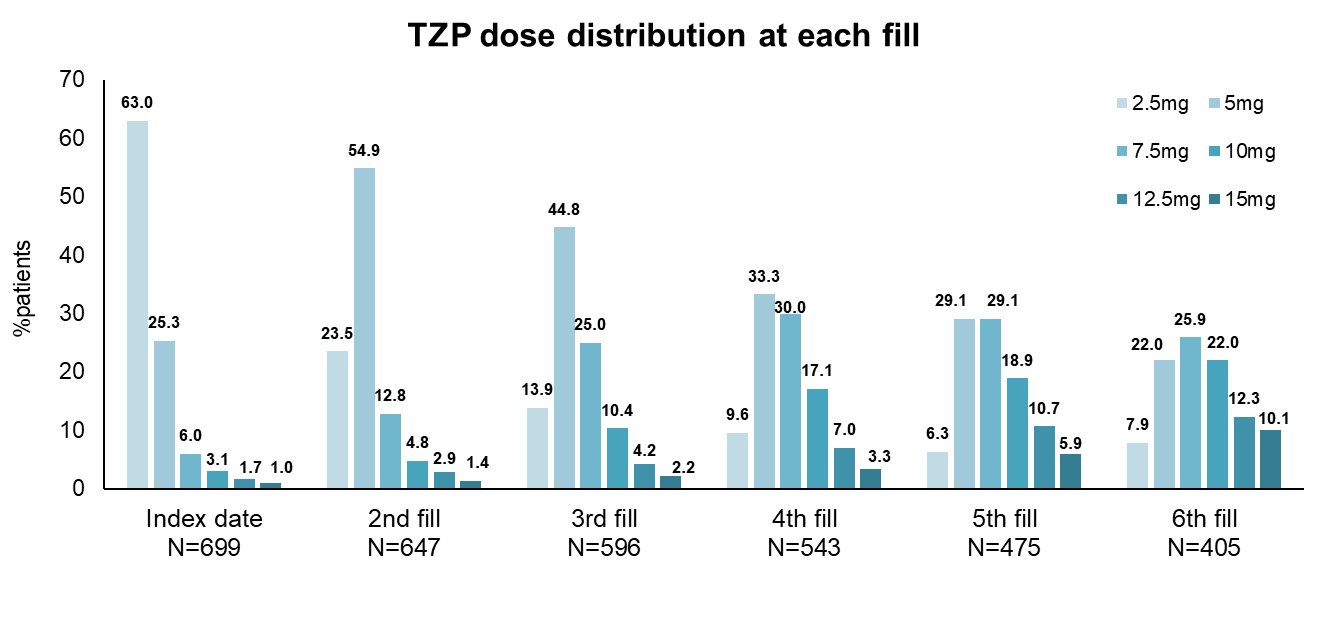 TZP dose distribution at each fill
%patients
70
60
50
40
30
20
10
0
2.5mg 5mg
7.5mg 10mg
12.5mg 15mg
63.0 25.3 6.0 3.1 1.7 1.0
23.5 54.9 12.8 4.8 2.9 1.4
13.9 44.8 25.0 10.4 4.2 2.2
9.6 33.3 30.0 17.1 7.0 3.3
6.3 29.1 29.1 18.9 10.7 5.9
7.9 22.0 25.9 22.0 12.3 10.1
Index date 2nd fill 3rd fill 4th fill 5th fill 6th fill
N=699 N=647 N=596 N=543 N=475 N=405